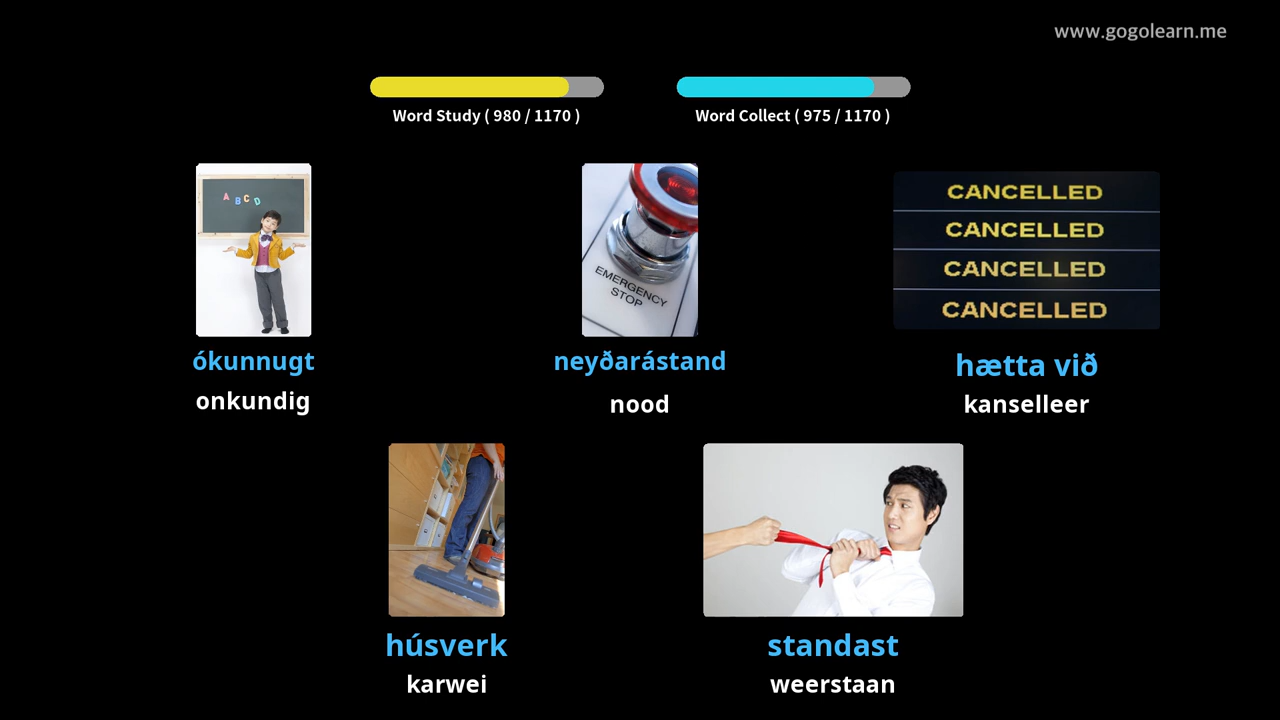 www.gogolearn.me
Word Study ( 980 / 1170 )
Word Collect ( 975 / 1170 )
A B C D
EMERGENCY
STOP
CANCELLED
CANCELLED
CANCELLED
CANCELLED
ókunnugt
neyðarástand
hætta við
onkundig
nood
kanselleer
húsverk
standast
karwei
weerstaan